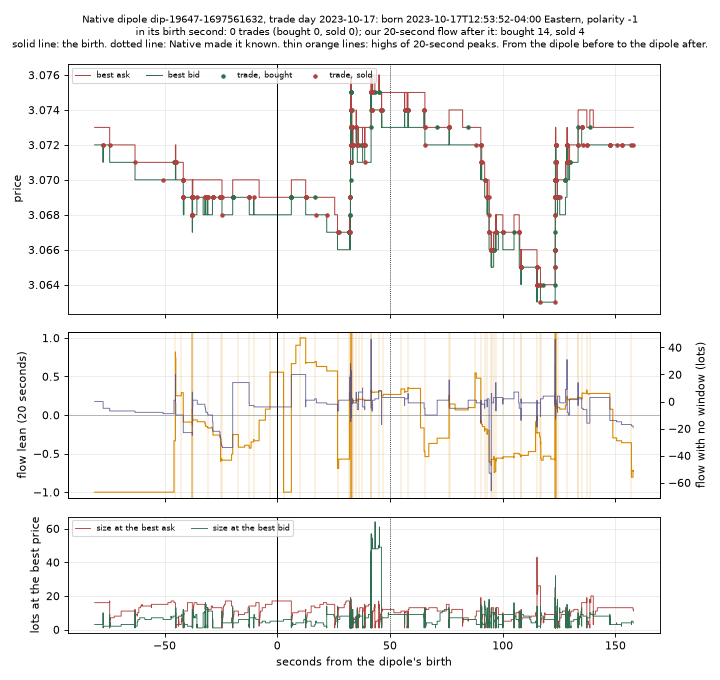 Native dipole dip-19647-1697561632, trade day 2023-10-17: born 2023-10-17T12:53:52-04:00 Eastern, polarity -1
in its birth second: 0 trades (bought 0, sold 0); our 20-second flow after it: bought 14, sold 4
solid line: the birth. dotted line: Native made it known. thin orange lines: highs of 20-second peaks. From the dipole before to the dipole after.
best ask best bid trade, bought trade, sold
3.076
3.074
3.072
3.070
3.068
3.066
3.064
price
1.0
0.5
0.0
−0.5
−1.0
flow lean (20 seconds)
40
20
0
−20
−40
−60
flow with no window (lots)
size at the best ask size at the best bid
60
40
20
0
lots at the best price
−50 0 50 100 150
seconds from the dipole's birth